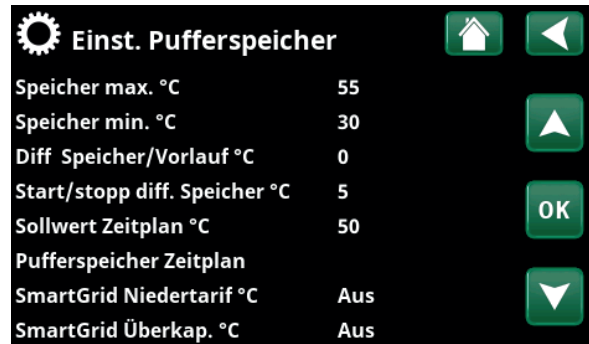 Einst. Pufferspeicher
Speicher max. °C 55
Speicher min. °C 30
Diff Speicher/Vorlauf °C 0
Start/stopp diff. Speicher °C 5
Sollwert Zeitplan °C 50
OK
Pufferspeicher Zeitplan
SmartGrid Niedertarif °C Aus
SmartGrid Überkap. °C Aus